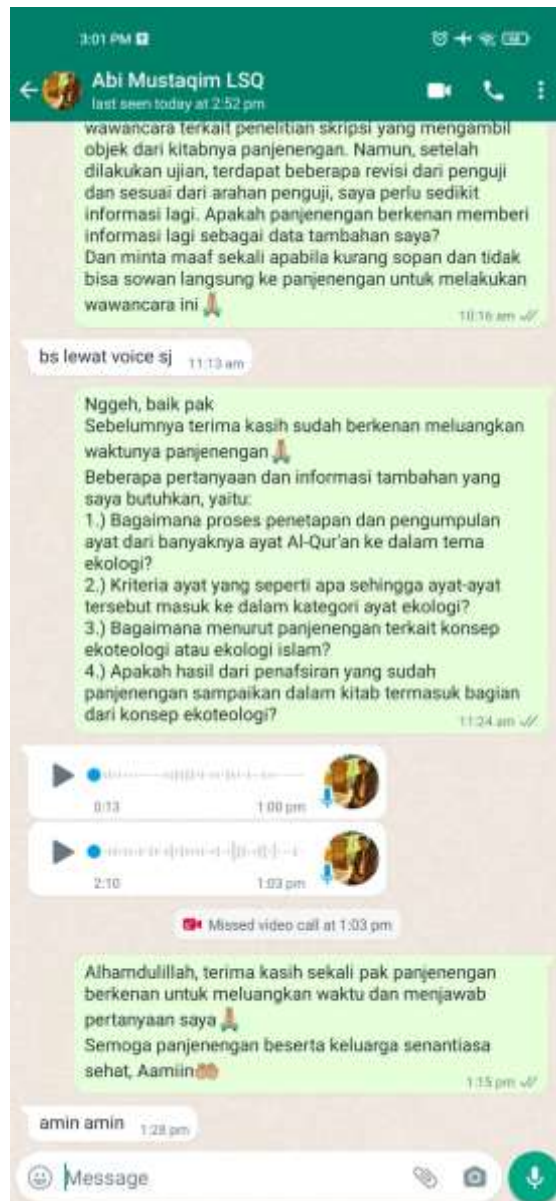 3:01 PM
Abi Mustaqim LSQ
last seen today at 2:52 pm
wawancara terkait penelitian skripsi yang mengambil
objek dari kitabnya panjenengan. Namun, setelah
dilakukan ujian, terdapat beberapa revisi dari penguji
dan sesuai dari arahan penguji, saya perlu sedikit
informasi lagi. Apakah panjenengan berkenan memberi
informasi lagi sebagai data tambahan saya?
Dan minta maaf sekali apabila kurang sopan dan tidak
bisa sowan langsung ke panjenengan untuk melakukan
wawancara ini 🙏
10:16 am
bs lewat voice sj 11:13 am
Nggeh, baik pak
Sebelumnya terima kasih sudah berkenan meluangkan
waktunya panjenengan 🙏
Beberapa pertanyaan dan informasi tambahan yang
saya butuhkan, yaitu:
1.) Bagaimana proses penetapan dan pengumpulan
ayat dari banyaknya ayat Al-Qur'an ke dalam tema
ekologi?
2.) Kriteria ayat yang seperti apa sehingga ayat-ayat
tersebut masuk ke dalam kategori ayat ekologi?
3.) Bagaimana menurut panjenengan terkait konsep
ekoteologi atau ekologi islam?
4.) Apakah hasil dari penafsiran yang sudah
panjenengan sampaikan dalam kitab termasuk bagian
dari konsep ekoteologi?
11:24 am
0:13 1:00 pm
2:10 1:03 pm
Missed video call at 1:03 pm
Alhamdulillah, terima kasih sekali pak panjenengan
berkenan untuk meluangkan waktu dan menjawab
pertanyaan saya 🙏
Semoga panjenengan beserta keluarga senantiasa
sehat, Aamiin🤲
1:15 pm
amin amin 1:28 pm
Message